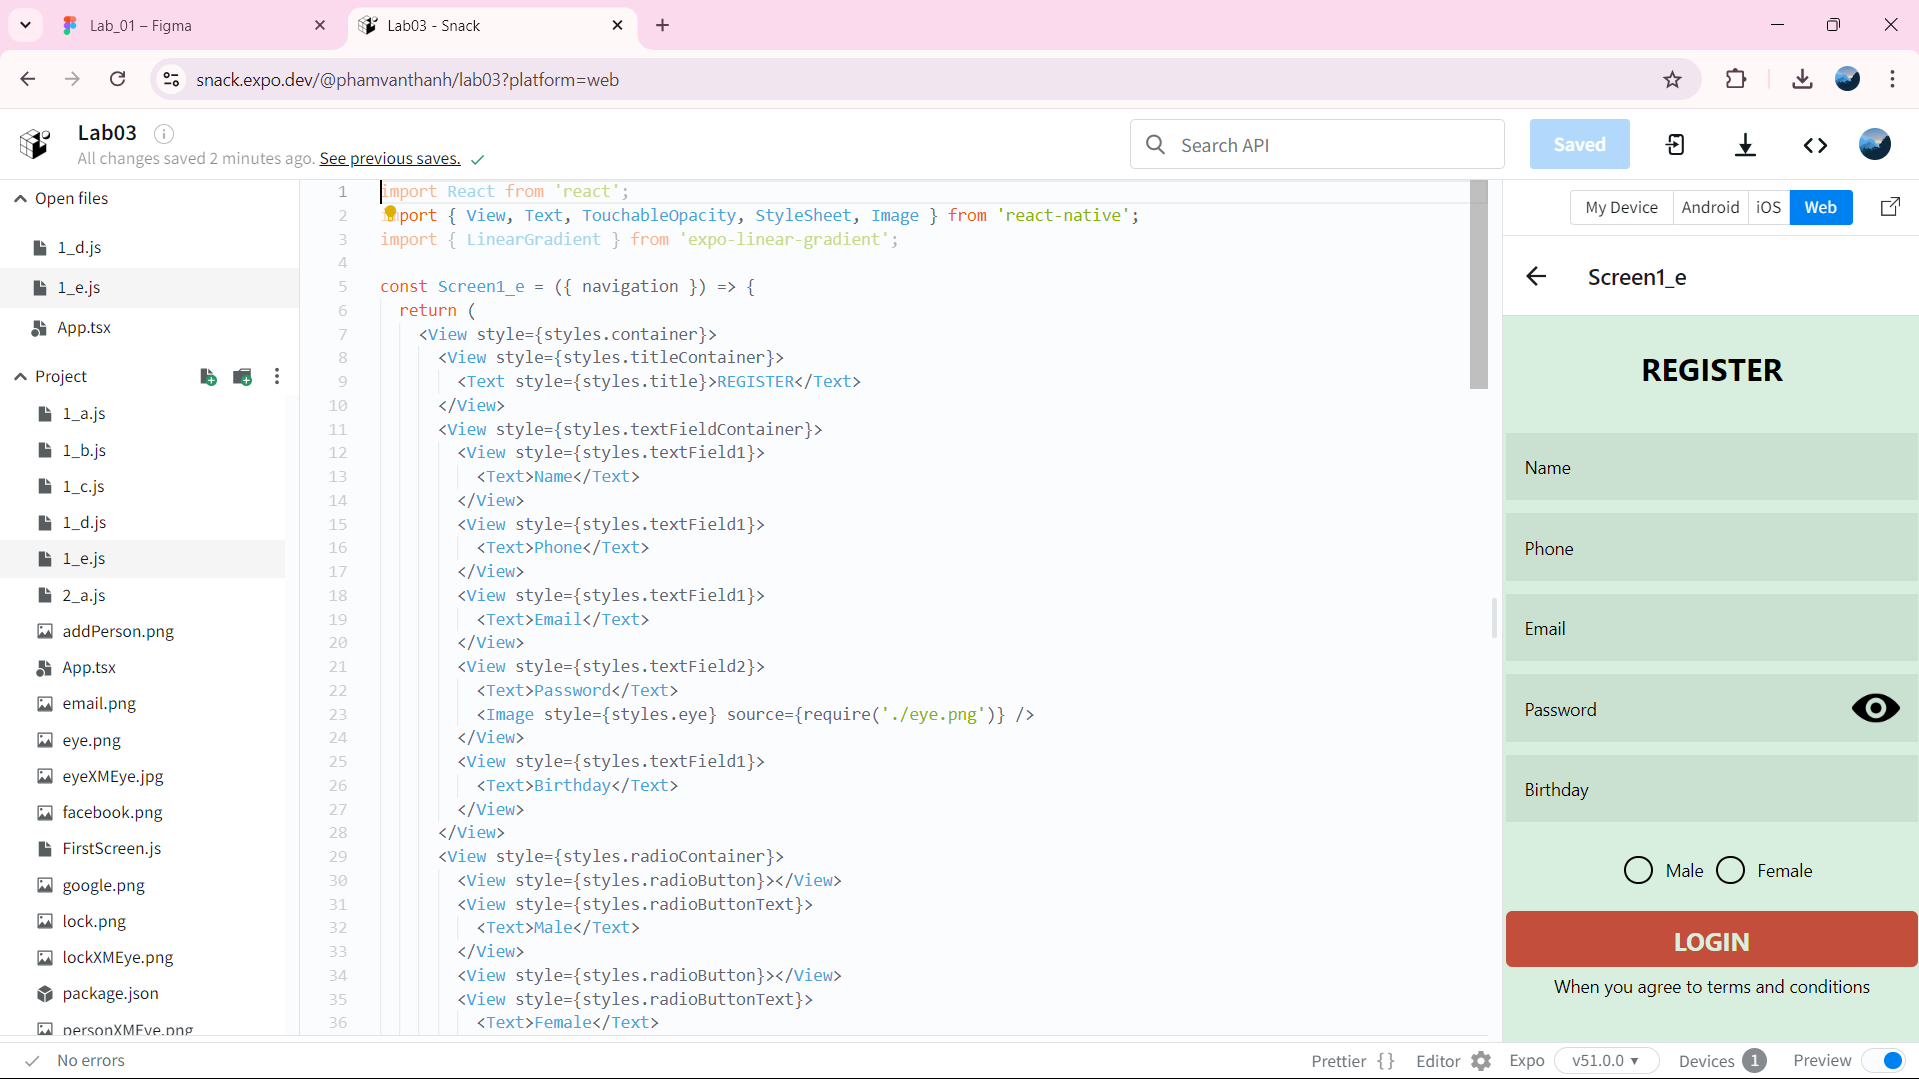 Lab_01 – Figma
Lab03 - Snack
snack.expo.dev/@phamvanthanh/lab03?platform=web
Lab03
All changes saved 2 minutes ago. See previous saves.
Search API
Saved
Open files
1_d.js
1_e.js
App.tsx
Project
1_a.js
1_b.js
1_c.js
1_d.js
1_e.js
2_a.js
addPerson.png
App.tsx
email.png
eye.png
eyeXMEye.jpg
facebook.png
FirstScreen.js
google.png
lock.png
lockXMEye.png
package.json
personXMEye.png
1 import React from 'react';
2 import { View, Text, TouchableOpacity, StyleSheet, Image } from 'react-native';
3 import { LinearGradient } from 'expo-linear-gradient';
4
5 const Screen1_e = ({ navigation }) => {
6 return (
7 <View style={styles.container}>
8 <View style={styles.titleContainer}>
9 <Text style={styles.title}>REGISTER</Text>
10 </View>
11 <View style={styles.textFieldContainer}>
12 <View style={styles.textField1}>
13 <Text>Name</Text>
14 </View>
15 <View style={styles.textField1}>
16 <Text>Phone</Text>
17 </View>
18 <View style={styles.textField1}>
19 <Text>Email</Text>
20 </View>
21 <View style={styles.textField2}>
22 <Text>Password</Text>
23 <Image style={styles.eye} source={require('./eye.png')} />
24 </View>
25 <View style={styles.textField1}>
26 <Text>Birthday</Text>
27 </View>
28 </View>
29 <View style={styles.radioContainer}>
30 <View style={styles.radioButton}></View>
31 <View style={styles.radioButtonText}>
32 <Text>Male</Text>
33 </View>
34 <View style={styles.radioButton}></View>
35 <View style={styles.radioButtonText}>
36 <Text>Female</Text>
My Device Android iOS Web
Screen1_e
REGISTER
Name
Phone
Email
Password
Birthday
Male Female
LOGIN
When you agree to terms and conditions
No errors
Prettier {} Editor Expo v51.0.0 ▾ Devices 1 Preview